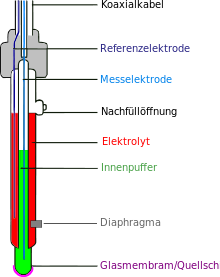 Koaxialkabel
Referenzelektrode
Messelektrode
Nachfüllöffnung
Elektrolyt
Innenpuffer
Diaphragma
Glasmembram/Quellsch